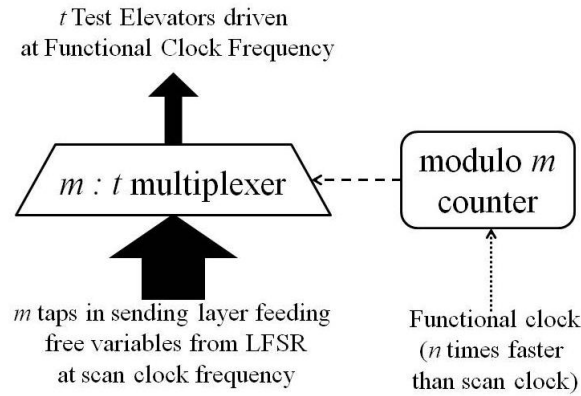 t Test Elevators driven
at Functional Clock Frequency
m : t multiplexer
modulo m
counter
m taps in sending layer feeding
free variables from LFSR
at scan clock frequency
Functional clock
(n times faster
than scan clock)